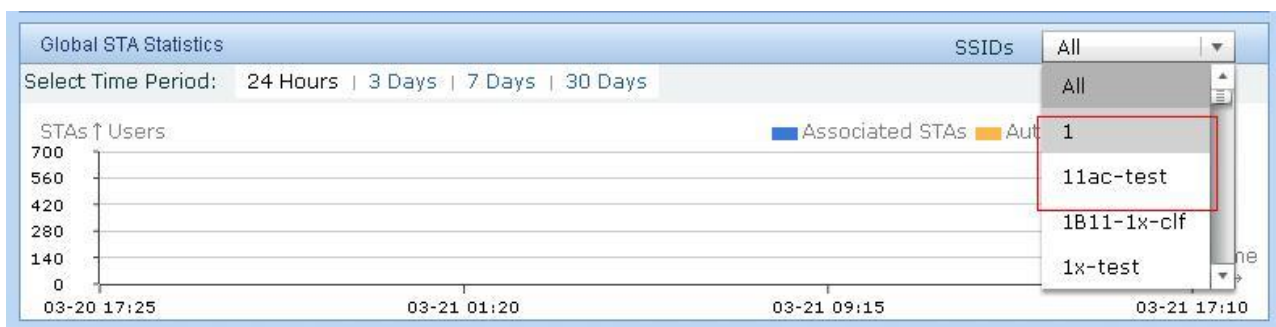 Global STA Statistics SSIDs All
Select Time Period: 24 Hours | 3 Days | 7 Days | 30 Days
All
STAs↑Users Associated STAs Aut
1
700
11ac-test
560
420
1B11-1x-clf
280
1x-test
140
0
03-20 17:25 03-21 01:20 03-21 09:15 03-21 17:10